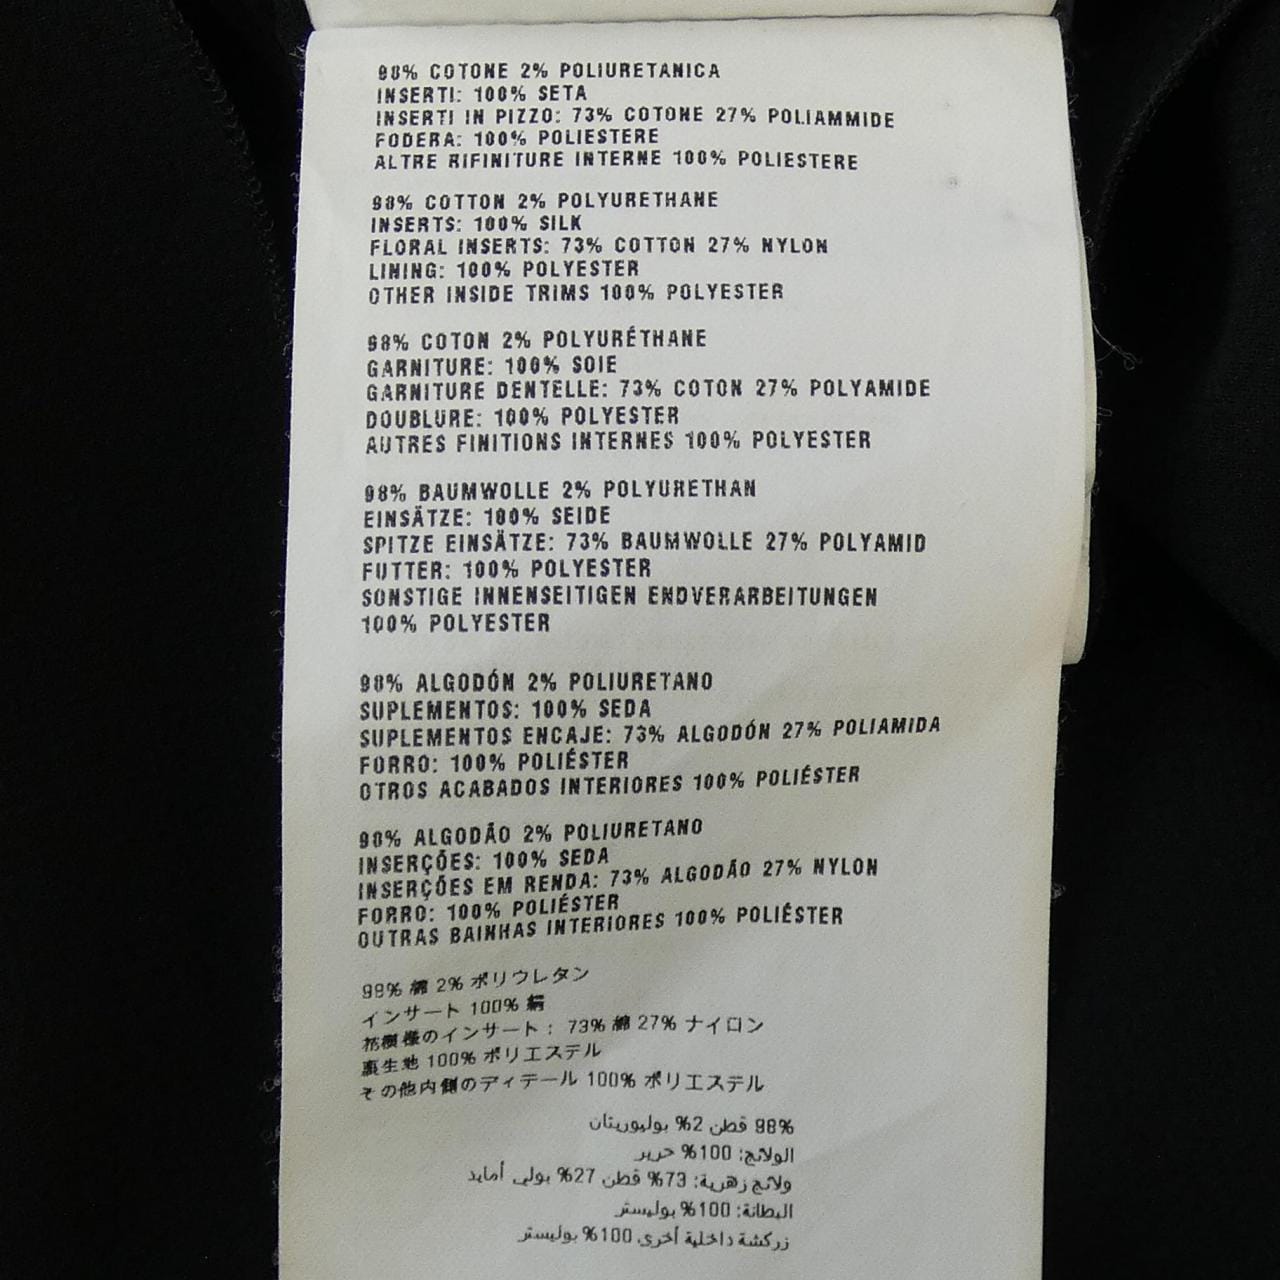 98% COTONE 2% POLIURETANICA
INSERTI: 100% SETA
INSERTI IN PIZZO: 73% COTONE 27% POLIAMMIDE
FODERA: 100% POLIESTERE
ALTRE RIFINITURE INTERNE 100% POLIESTERE
98% COTTON 2% POLYURETHANE
INSERTS: 100% SILK
FLORAL INSERTS: 73% COTTON 27% NYLON
LINING: 100% POLYESTER
OTHER INSIDE TRIMS 100% POLYESTER
98% COTON 2% POLYURÉTHANE
GARNITURE: 100% SOIE
GARNITURE DENTELLE: 73% COTON 27% POLYAMIDE
DOUBLURE: 100% POLYESTER
AUTRES FINITIONS INTERNES 100% POLYESTER
98% BAUMWOLLE 2% POLYURETHAN
EINSÄTZE: 100% SEIDE
SPITZE EINSÄTZE: 73% BAUMWOLLE 27% POLYAMID
FUTTER: 100% POLYESTER
SONSTIGE INNENSEITIGEN ENDVERARBEITUNGEN
100% POLYESTER
98% ALGODÓN 2% POLIURETANO
SUPLEMENTOS: 100% SEDA
SUPLEMENTOS ENCAJE: 73% ALGODÓN 27% POLIAMIDA
FORRO: 100% POLIÉSTER
OTROS ACABADOS INTERIORES 100% POLIÉSTER
98% ALGODÃO 2% POLIURETANO
INSERÇÕES: 100% SEDA
INSERÇÕES EM RENDA: 73% ALGODÃO 27% NYLON
FORRO: 100% POLIÉSTER
OUTRAS BAINHAS INTERIORES 100% POLIÉSTER
98% 綿 2% ポリウレタン
インサート 100% 絹
花模様のインサート： 73% 綿 27% ナイロン
裏生地 100% ポリエステル
その他内側のディテール 100% ポリエステル
98% قطن 2% بوليوريتان
الولائج: 100% حرير
ولائج زهرية: 73% قطن 27% بولي أمايد
البطانة: 100% بوليستر
زركشة داخلية أخرى 100% بوليستر